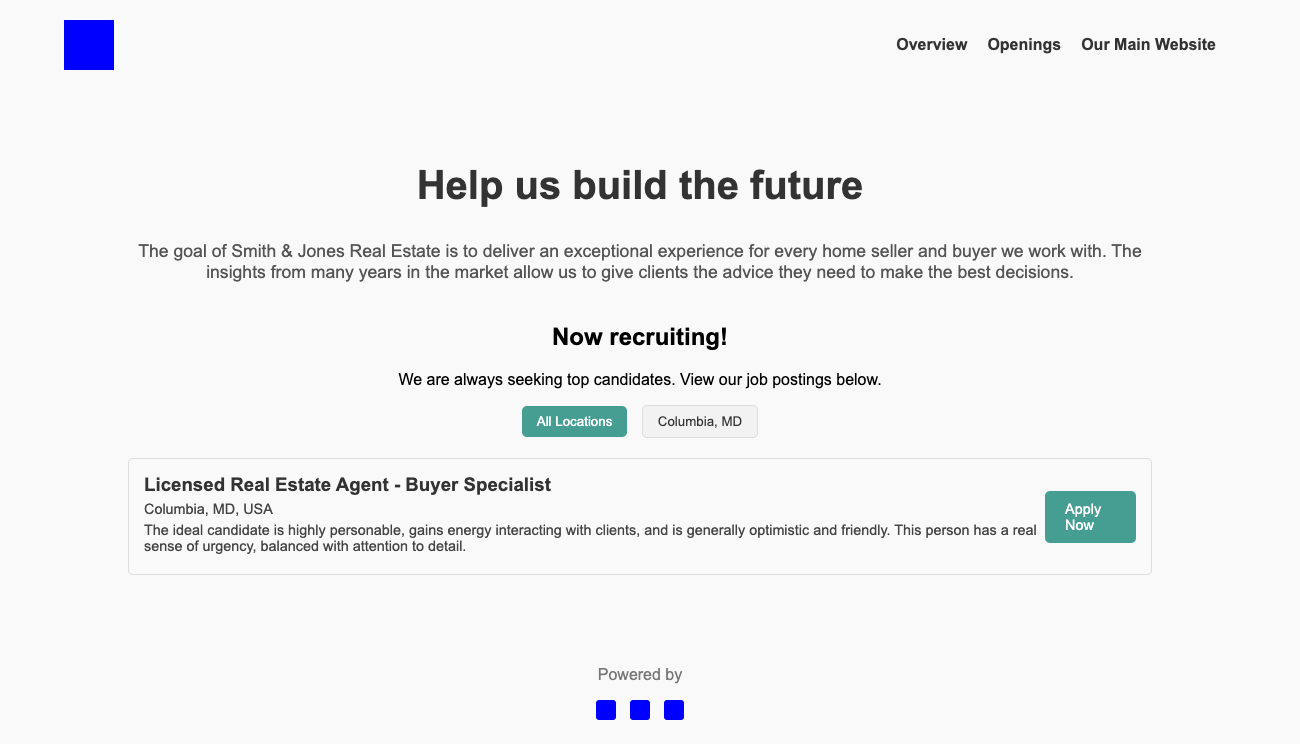 Overview
Openings
Our Main Website
Help us build the future
The goal of Smith & Jones Real Estate is to deliver an exceptional experience for every home seller and buyer we work with. The
insights from many years in the market allow us to give clients the advice they need to make the best decisions.
Now recruiting!
We are always seeking top candidates. View our job postings below.
All Locations
Columbia, MD
Licensed Real Estate Agent - Buyer Specialist
Columbia, MD, USA
The ideal candidate is highly personable, gains energy interacting with clients, and is generally optimistic and friendly. This person has a real
sense of urgency, balanced with attention to detail.
Apply
Now
Powered by